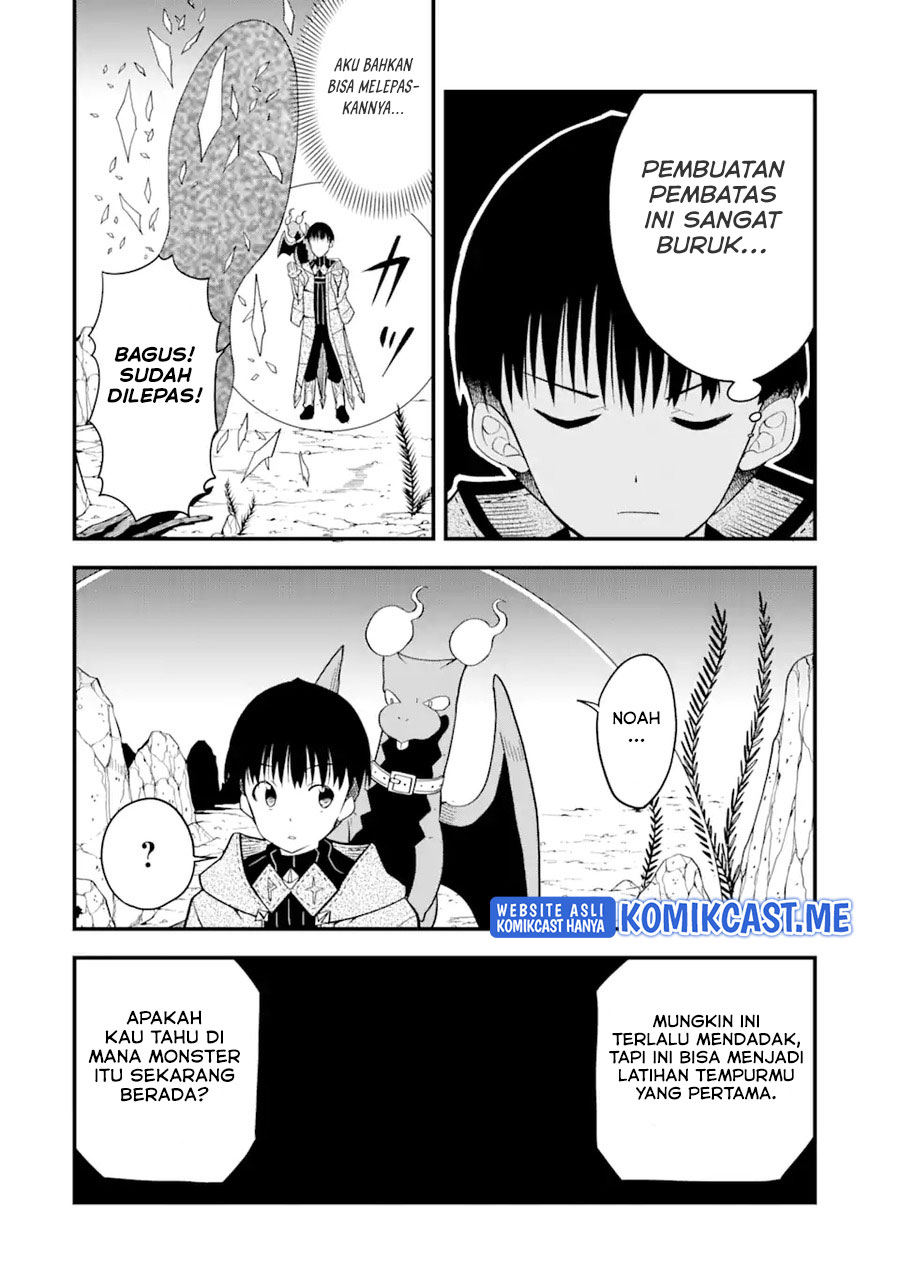 PEMBUATAN
PEMBATAS
INI SANGAT
BURUK...
AKU BAHKAN
BISA MELEPAS-
KANNYA...
カッ
BAGUS!
SUDAH
DILEPAS!
NOAH
...
?
WEBSITE ASLI
KOMIKCAST HANYA
KOMIKCAST.ME
MUNGKIN INI
TERLALU MENDADAK,
TAPI INI BISA MENJADI
LATIHAN TEMPURMU
YANG PERTAMA.
APAKAH
KAU TAHU DI
MANA MONSTER
ITU SEKARANG
BERADA?